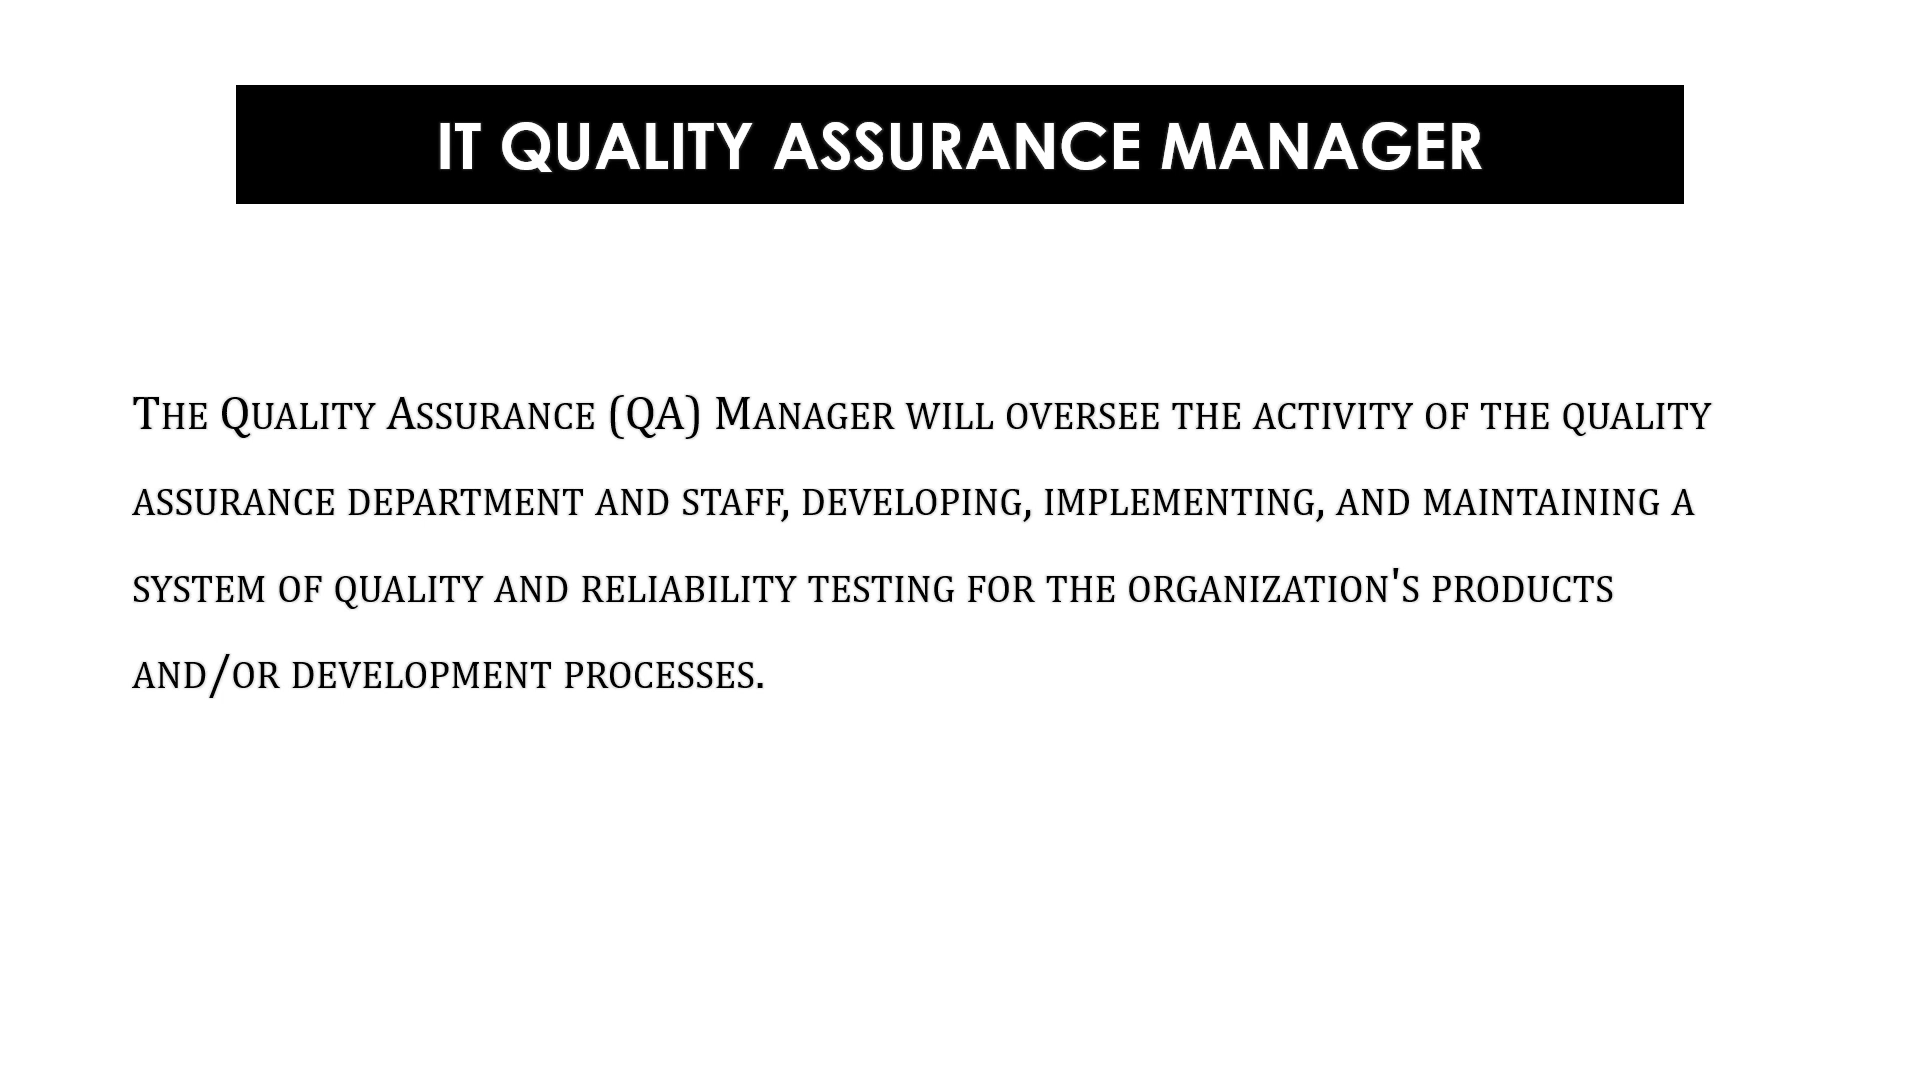 IT QUALITY ASSURANCE MANAGER
The Quality Assurance (QA) Manager will oversee the activity of the quality
assurance department and staff, developing, implementing, and maintaining a
system of quality and reliability testing for the organization's products
and/or development processes.